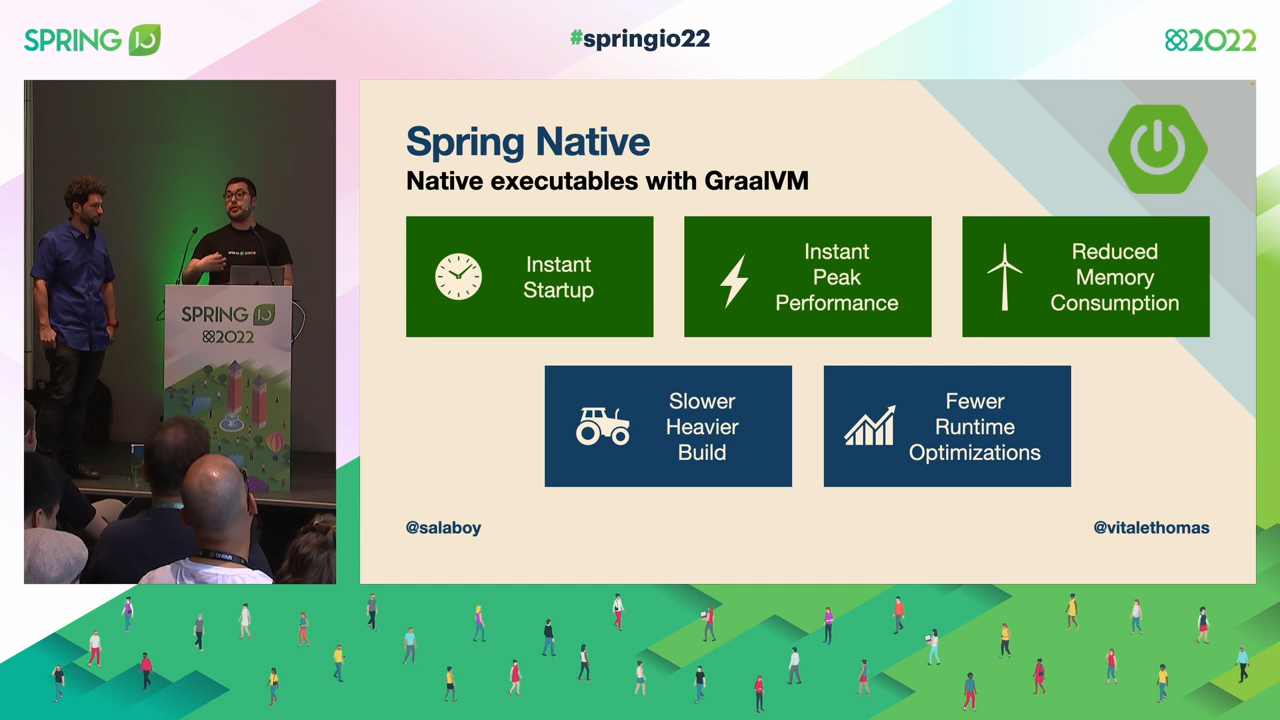 SPRING IO
#springio22
2022
Spring Native
Native executables with GraalVM
Instant
Startup
Instant
Peak
Performance
Reduced
Memory
Consumption
Slower
Heavier
Build
Fewer
Runtime
Optimizations
@salaboy
@vitalethomas
SPRING IO
2022